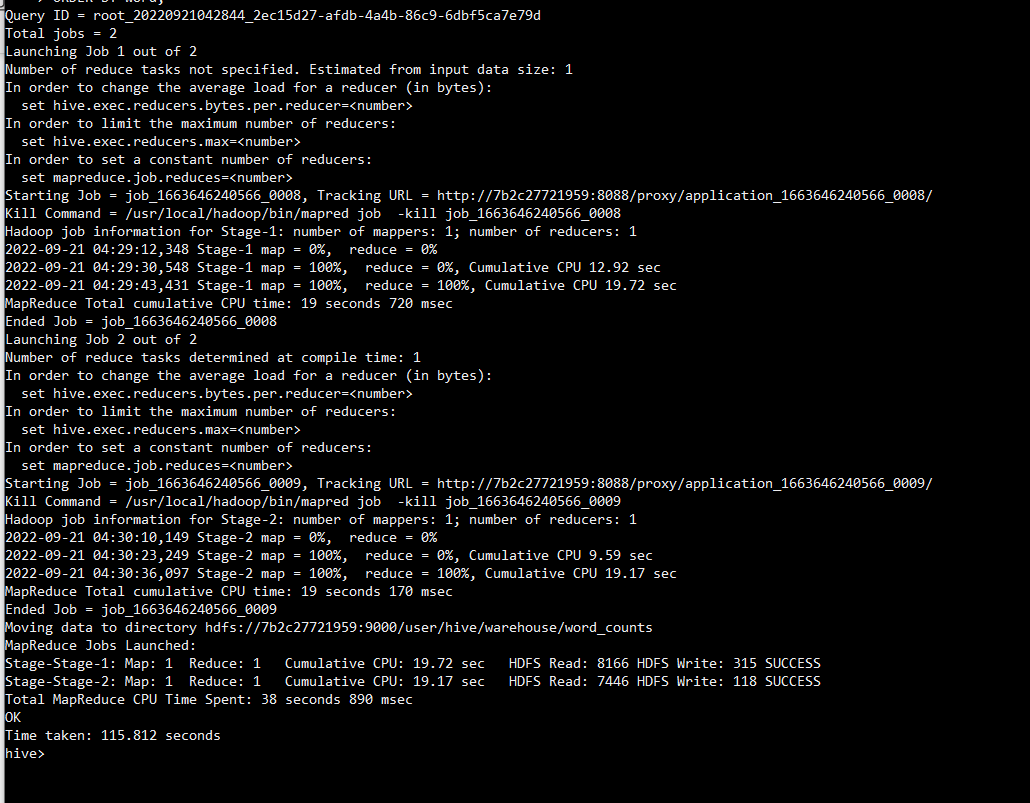 > ORDER BY word;
Query ID = root_20220921042844_2ec15d27-afdb-4a4b-86c9-6dbf5ca7e79d
Total jobs = 2
Launching Job 1 out of 2
Number of reduce tasks not specified. Estimated from input data size: 1
In order to change the average load for a reducer (in bytes):
  set hive.exec.reducers.bytes.per.reducer=<number>
In order to limit the maximum number of reducers:
  set hive.exec.reducers.max=<number>
In order to set a constant number of reducers:
  set mapreduce.job.reduces=<number>
Starting Job = job_1663646240566_0008, Tracking URL = http://7b2c27721959:8088/proxy/application_1663646240566_0008/
Kill Command = /usr/local/hadoop/bin/mapred job  -kill job_1663646240566_0008
Hadoop job information for Stage-1: number of mappers: 1; number of reducers: 1
2022-09-21 04:29:12,348 Stage-1 map = 0%,  reduce = 0%
2022-09-21 04:29:30,548 Stage-1 map = 100%,  reduce = 0%, Cumulative CPU 12.92 sec
2022-09-21 04:29:43,431 Stage-1 map = 100%,  reduce = 100%, Cumulative CPU 19.72 sec
MapReduce Total cumulative CPU time: 19 seconds 720 msec
Ended Job = job_1663646240566_0008
Launching Job 2 out of 2
Number of reduce tasks determined at compile time: 1
In order to change the average load for a reducer (in bytes):
  set hive.exec.reducers.bytes.per.reducer=<number>
In order to limit the maximum number of reducers:
  set hive.exec.reducers.max=<number>
In order to set a constant number of reducers:
  set mapreduce.job.reduces=<number>
Starting Job = job_1663646240566_0009, Tracking URL = http://7b2c27721959:8088/proxy/application_1663646240566_0009/
Kill Command = /usr/local/hadoop/bin/mapred job  -kill job_1663646240566_0009
Hadoop job information for Stage-2: number of mappers: 1; number of reducers: 1
2022-09-21 04:30:10,149 Stage-2 map = 0%,  reduce = 0%
2022-09-21 04:30:23,249 Stage-2 map = 100%,  reduce = 0%, Cumulative CPU 9.59 sec
2022-09-21 04:30:36,097 Stage-2 map = 100%,  reduce = 100%, Cumulative CPU 19.17 sec
MapReduce Total cumulative CPU time: 19 seconds 170 msec
Ended Job = job_1663646240566_0009
Moving data to directory hdfs://7b2c27721959:9000/user/hive/warehouse/word_counts
MapReduce Jobs Launched:
Stage-Stage-1: Map: 1  Reduce: 1   Cumulative CPU: 19.72 sec   HDFS Read: 8166 HDFS Write: 315 SUCCESS
Stage-Stage-2: Map: 1  Reduce: 1   Cumulative CPU: 19.17 sec   HDFS Read: 7446 HDFS Write: 118 SUCCESS
Total MapReduce CPU Time Spent: 38 seconds 890 msec
OK
Time taken: 115.812 seconds
hive>